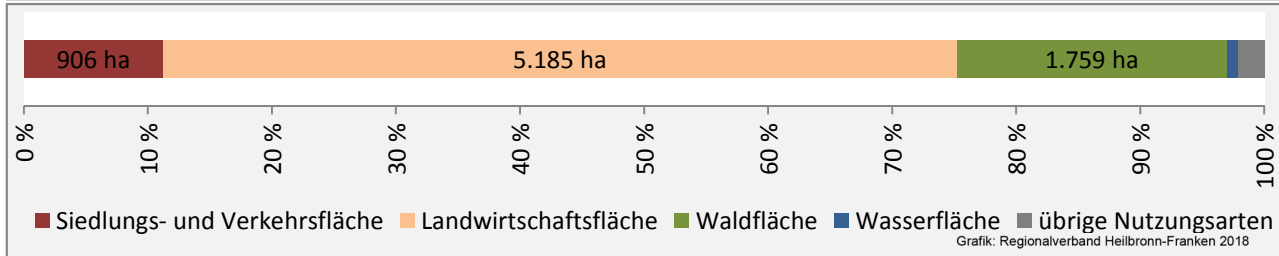 906 ha 5.185 ha 1.759 ha
0 % 10 % 20 % 30 % 40 % 50 % 60 % 70 % 80 % 90 % 100 %
Siedlungs- und Verkehrsfläche Landwirtschaftsfläche Waldfläche Wasserfläche übrige Nutzungsarten
Grafik: Regionalverband Heilbronn-Franken 2018